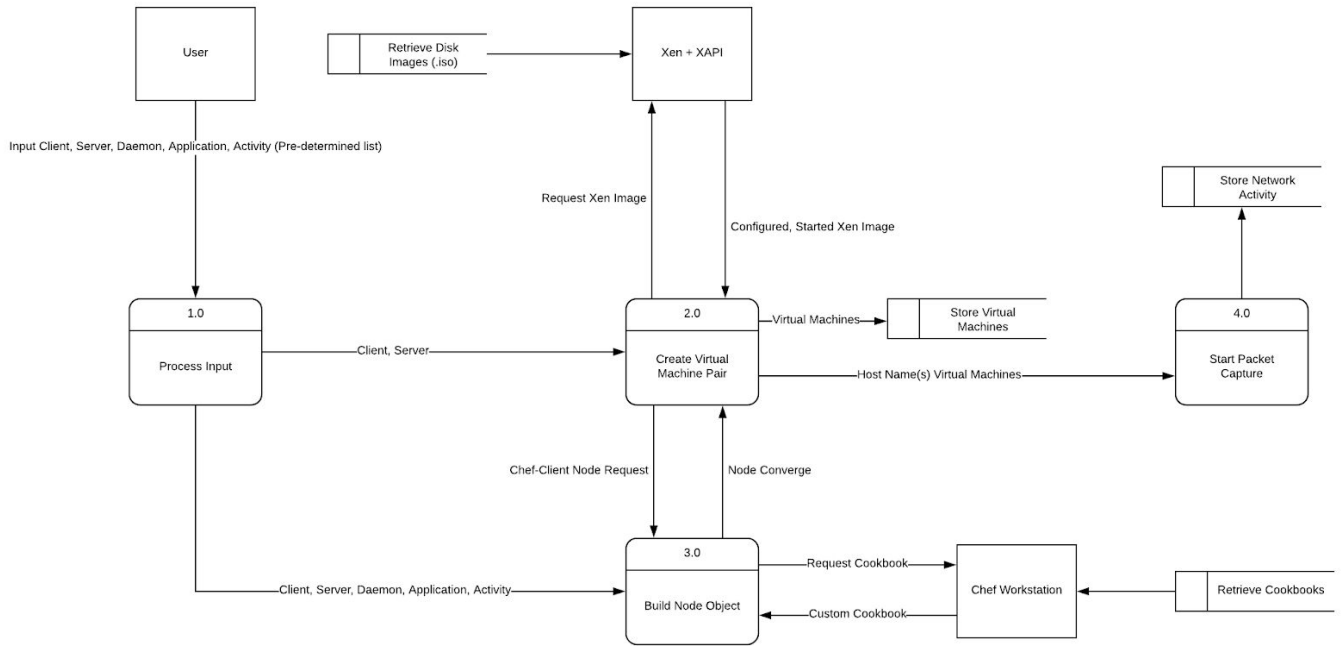 User
Retrieve Disk
Images (.iso)
Xen + XAPI
Input Client, Server, Daemon, Application, Activity (Pre-determined list)
Request Xen Image
Configured, Started Xen Image
Store Network
Activity
1.0
Process Input
Client, Server
2.0
Create Virtual
Machine Pair
Virtual Machines
Store Virtual
Machines
Host Name(s) Virtual Machines
4.0
Start Packet
Capture
Chef-Client Node Request
Node Converge
Client, Server, Daemon, Application, Activity
3.0
Build Node Object
Request Cookbook
Custom Cookbook
Chef Workstation
Retrieve Cookbooks